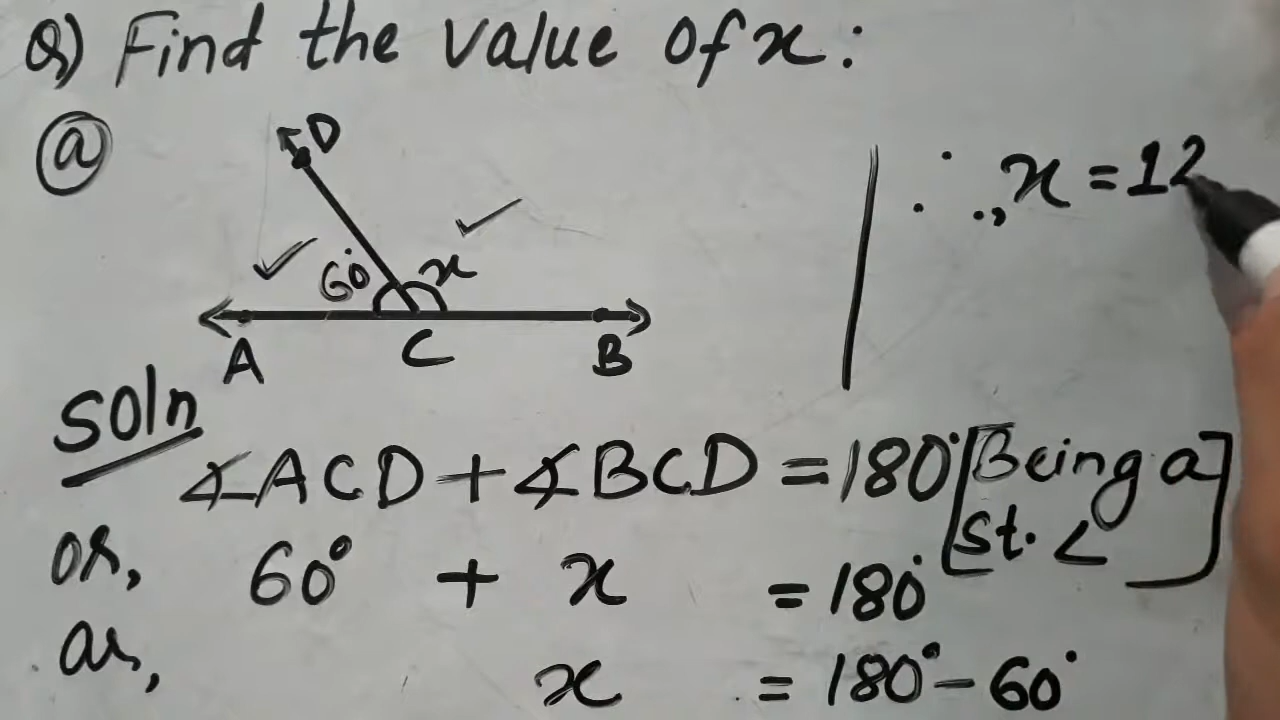 Q) Find the value of x:
(a)
D
60° x
A C B
Soln
∡ACD + ∡BCD = 180° [Being a
st. <]
or, 60° + x = 180°
or, x = 180° - 60°
∴, x = 12